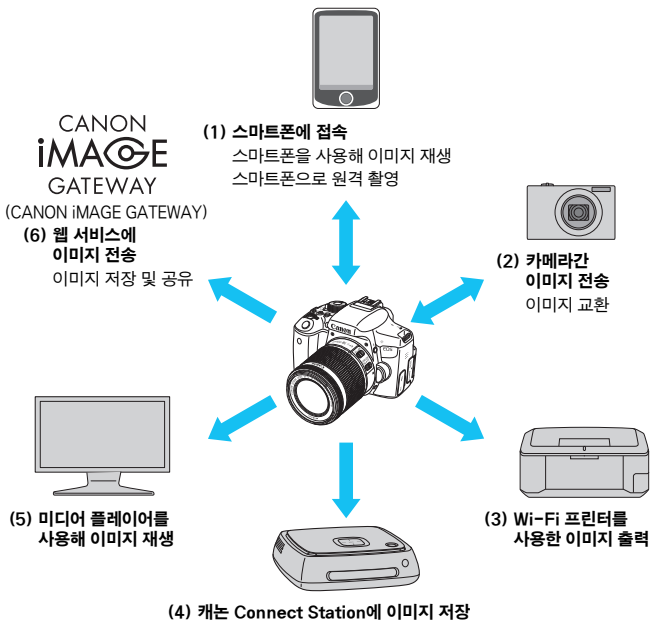 (1) 스마트폰에 접속
스마트폰을 사용해 이미지 재생
스마트폰으로 원격 촬영
CANON
iMAGE
GATEWAY
(CANON iMAGE GATEWAY)
(6) 웹 서비스에
이미지 전송
이미지 저장 및 공유
(2) 카메라간
이미지 전송
이미지 교환
Canon
EOS
(5) 미디어 플레이어를
사용해 이미지 재생
(3) Wi-Fi 프린터를
사용한 이미지 출력
(4) 캐논 Connect Station에 이미지 저장